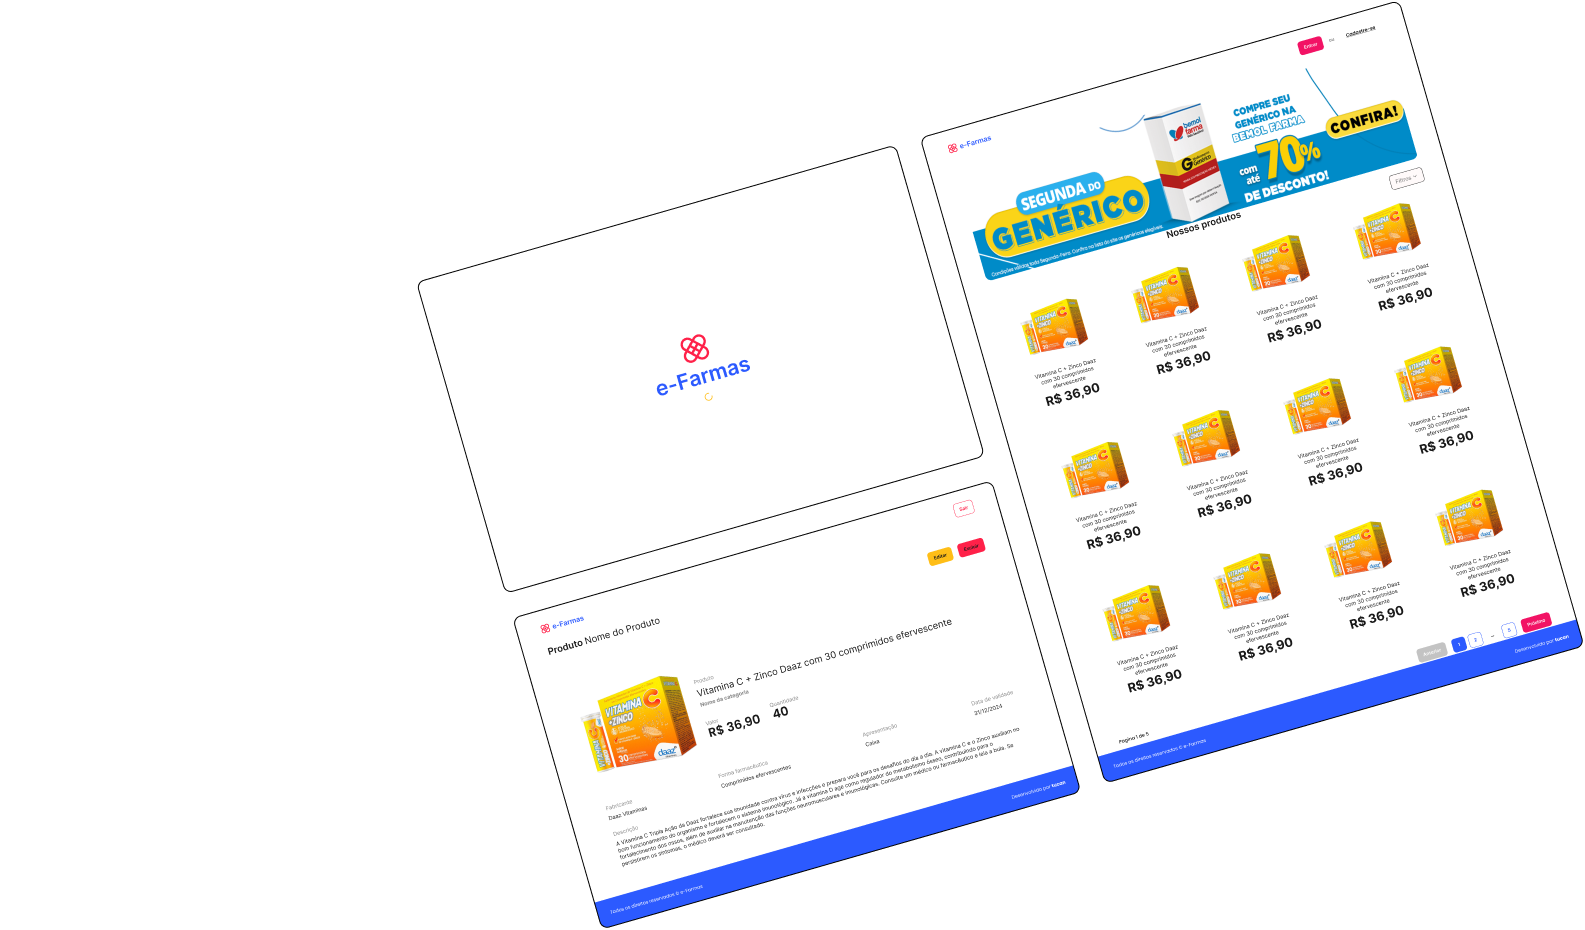 e-Farmas
Sair
Editar
Excluir
e-Farmas
Produto Nome do Produto
Produto
Vitamina C + Zinco Daaz com 30 comprimidos efervescente
Nome da categoria
Valor
R$ 36,90
Quantidade
40
Fabricante
Daaz Vitaminas
Forma farmacêutica
Comprimidos efervescentes
Apresentação
Caixa
Data de validade
31/12/2024
Descrição
A Vitamina C Tripla Ação da Daaz fortalece sua imunidade contra vírus e infecções e prepara você para os desafios do dia a dia. A vitamina C e o Zinco auxiliam no
bom funcionamento do organismo e fortalecem o sistema imunológico. Já a vitamina D age como regulador do metabolismo ósseo, contribuindo para o
fortalecimento dos ossos, além de auxiliar na manutenção das funções neuromusculares e imunológicas. Consulte um médico ou farmacêutico e leia a bula. Se
persistirem os sintomas, o médico deverá ser consultado.
VITAMINA C
+ZINCO
30
daaz
Todos os direitos reservados © e-Farmas
Desenvolvido por tucan
Entrar
ou
Cadastre-se
e-Farmas
SEGUNDA DO
GENÉRICO
Condições válidas toda Segunda-feira. Confira na lista do site os genéricos elegíveis.
bemol
farma
G
Genérico
COMPRE SEU
GENÉRICO NA
BEMOL FARMA
com
até
70%
DE DESCONTO!
CONFIRA!
Filtros
Nossos produtos
Vitamina C + Zinco Daaz
com 30 comprimidos
efervescente
R$ 36,90
Vitamina C + Zinco Daaz
com 30 comprimidos
efervescente
R$ 36,90
Vitamina C + Zinco Daaz
com 30 comprimidos
efervescente
R$ 36,90
Vitamina C + Zinco Daaz
com 30 comprimidos
efervescente
R$ 36,90
Vitamina C + Zinco Daaz
com 30 comprimidos
efervescente
R$ 36,90
Vitamina C + Zinco Daaz
com 30 comprimidos
efervescente
R$ 36,90
Vitamina C + Zinco Daaz
com 30 comprimidos
efervescente
R$ 36,90
Vitamina C + Zinco Daaz
com 30 comprimidos
efervescente
R$ 36,90
Vitamina C + Zinco Daaz
com 30 comprimidos
efervescente
R$ 36,90
Vitamina C + Zinco Daaz
com 30 comprimidos
efervescente
R$ 36,90
Vitamina C + Zinco Daaz
com 30 comprimidos
efervescente
R$ 36,90
Vitamina C + Zinco Daaz
com 30 comprimidos
efervescente
R$ 36,90
Página 1 de 5
Anterior
1
2
...
5
Próxima
Todos os direitos reservados © e-Farmas
Desenvolvido por tucan